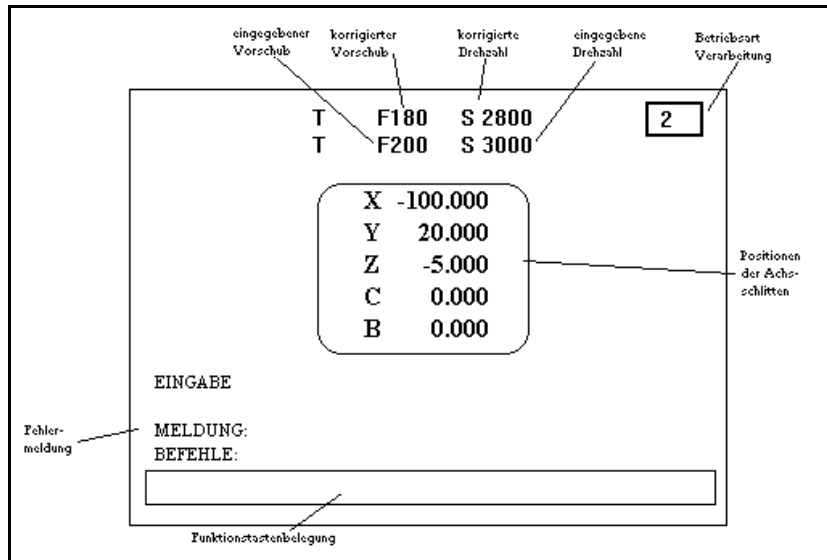 eingegebener
Vorschub
korrigierter
Vorschub
korrigierte
Drehzahl
eingegebene
Drehzahl
Betriebsart
Verarbeitung
T F180 S 2800
2
T F200 S 3000
X -100.000
Y 20.000
Z -5.000
C 0.000
B 0.000
Positionen
der Achs-
schlitten
EINGABE
Fehler-
meldung
MELDUNG:
BEFEHLE:
Funktionstastenbelegung